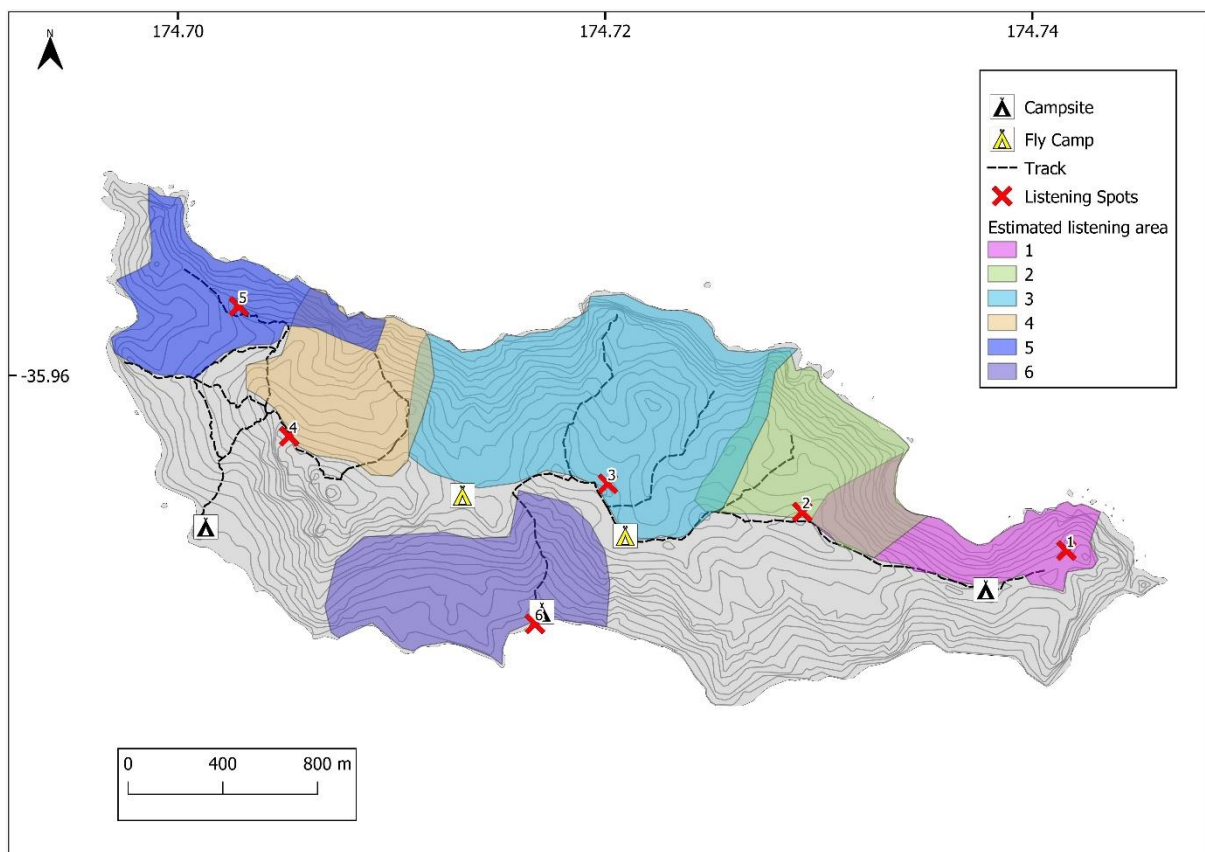 174.70
174.72
174.74
N
Campsite
Fly Camp
Track
Listening Spots
Estimated listening area
1
2
3
4
5
6
-35.96
5
4
3
2
1
6
0 400 800 m